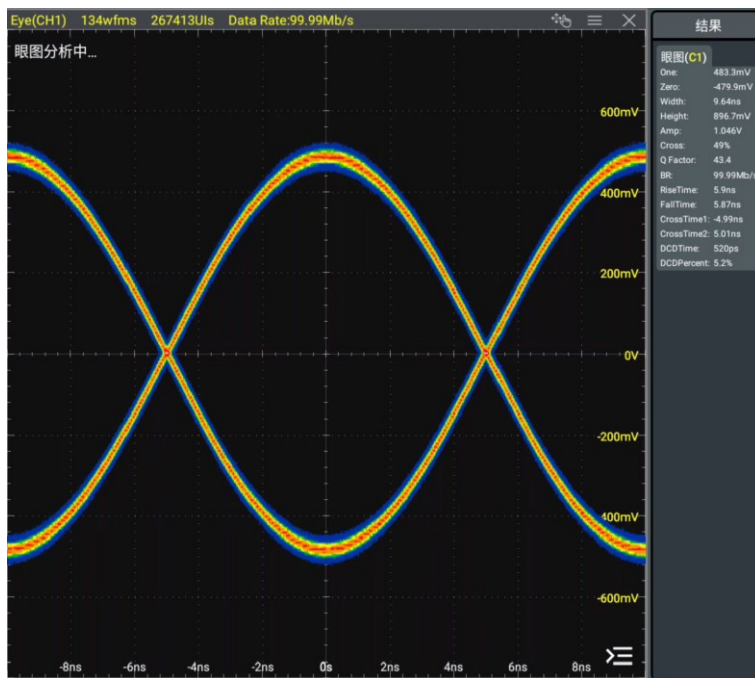 Eye(CH1) 134wfms 267413UIs Data Rate:99.99Mb/s
眼图分析中...
600mV
400mV
200mV
0V
-200mV
-400mV
-600mV
-8ns -6ns -4ns -2ns 0s 2ns 4ns 6ns 8ns
结果
眼图(C1)
One: 483.3mV
Zero: -479.9mV
Width: 9.64ns
Height: 896.7mV
Amp: 1.046V
Cross: 49%
Q Factor: 43.4
BR: 99.99Mb/s
RiseTime: 5.9ns
FallTime: 5.87ns
CrossTime1: -4.99ns
CrossTime2: 5.01ns
DCDTime: 520ps
DCDPercent: 5.2%